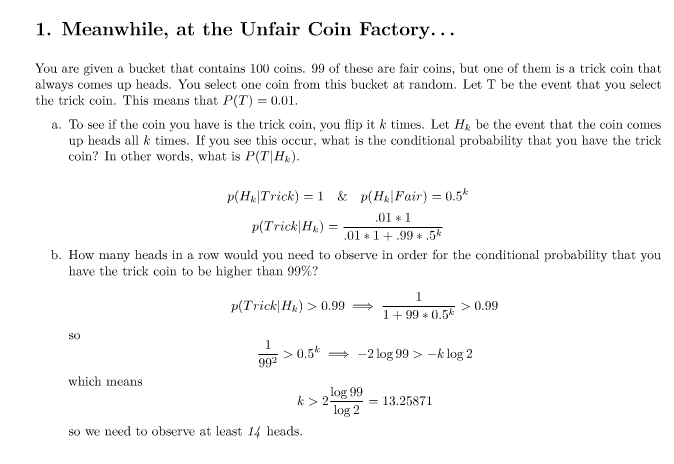 1. Meanwhile, at the Unfair Coin Factory...
You are given a bucket that contains 100 coins. 99 of these are fair coins, but one of them is a trick coin that
always comes up heads. You select one coin from this bucket at random. Let T be the event that you select
the trick coin. This means that P(T) = 0.01.
a. To see if the coin you have is the trick coin, you flip it k times. Let H_k be the event that the coin comes
up heads all k times. If you see this occur, what is the conditional probability that you have the trick
coin? In other words, what is P(T|H_k).
p(H_k|Trick) = 1 & p(H_k|Fair) = 0.5^k
p(Trick|H_k) = .01 * 1 / .01 * 1 + .99 * .5^k
b. How many heads in a row would you need to observe in order for the conditional probability that you
have the trick coin to be higher than 99%?
p(Trick|H_k) > 0.99 ⟹ 1 / 1 + 99 * 0.5^k > 0.99
so
1 / 99^2 > 0.5^k ⟹ −2 log 99 > −k log 2
which means
k > 2 log 99 / log 2 = 13.25871
so we need to observe at least 14 heads.